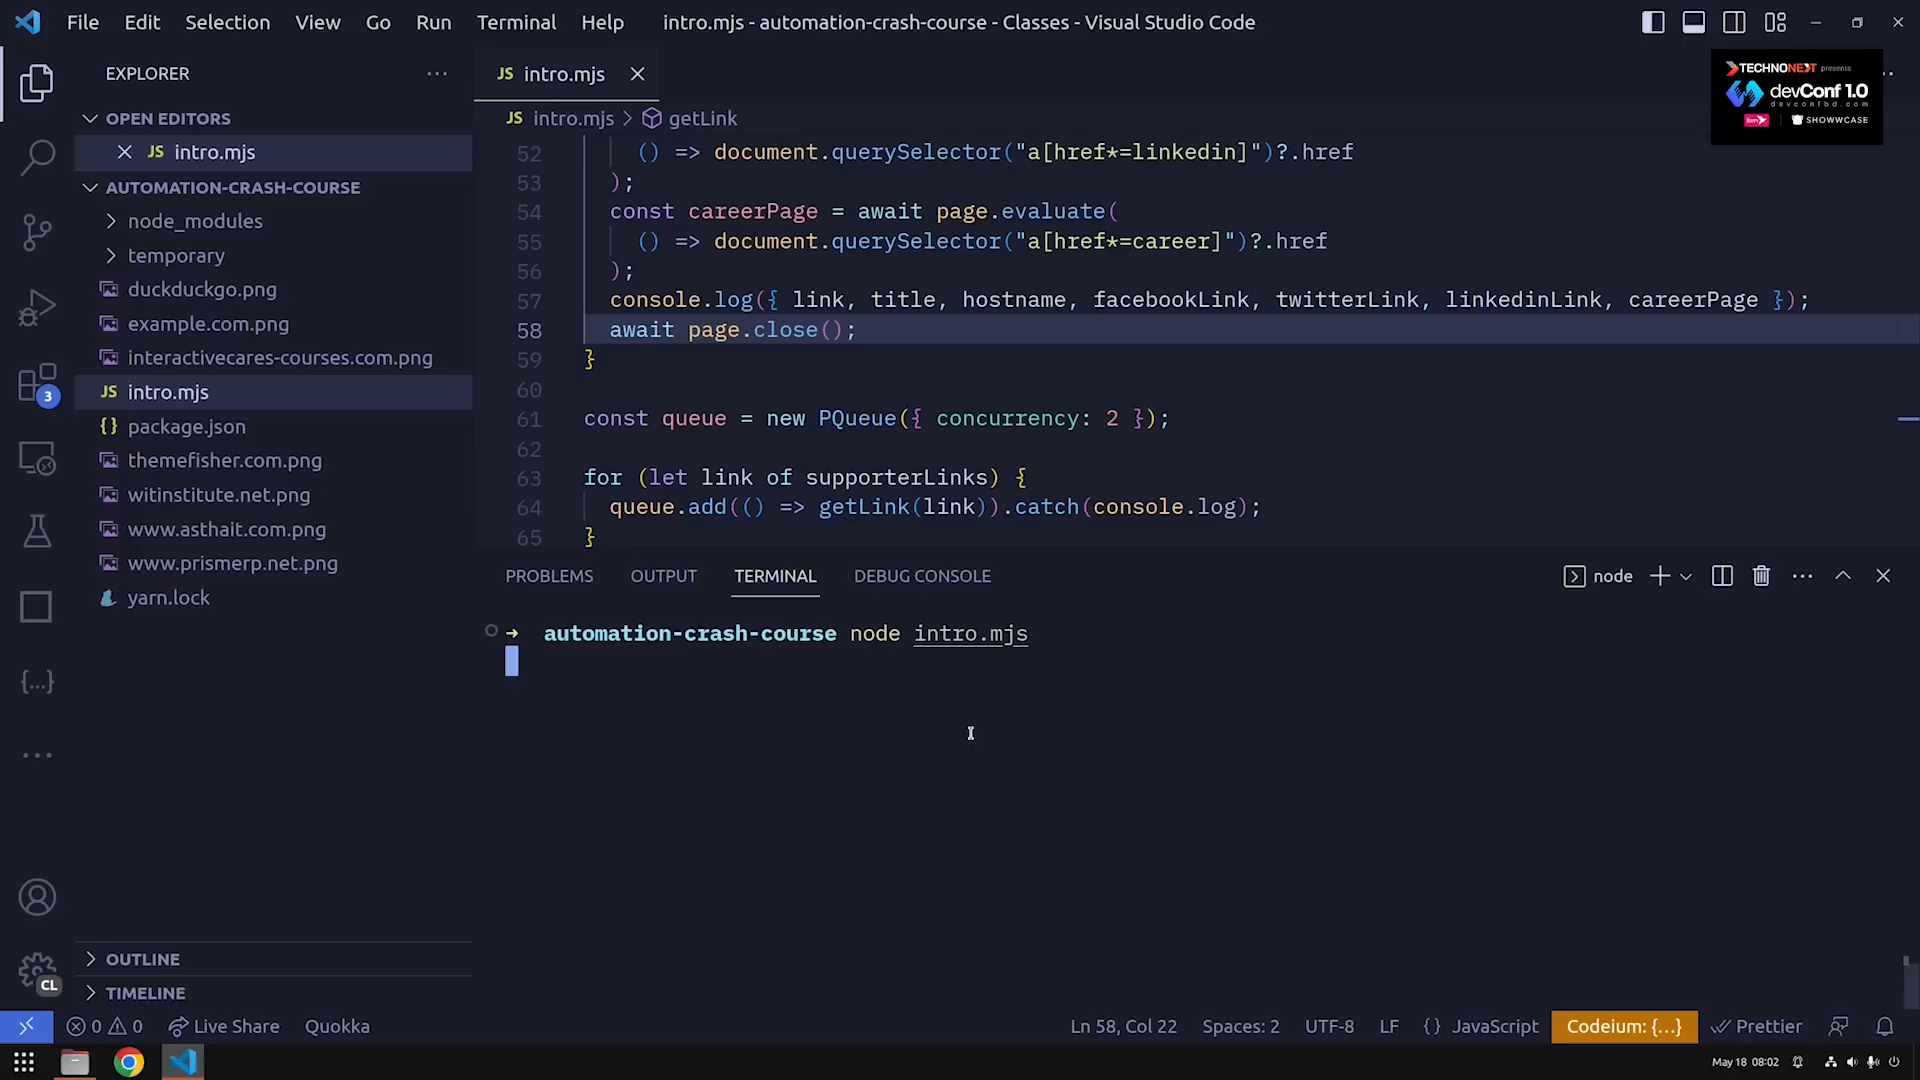 File Edit Selection View Go Run Terminal Help
intro.mjs - automation-crash-course - Classes - Visual Studio Code
TECHNONEXT presents
devConf 1.0
devconfbd.com
SHOWWCASE
EXPLORER
OPEN EDITORS
JS intro.mjs
AUTOMATION-CRASH-COURSE
node_modules
temporary
duckduckgo.png
example.com.png
interactivecares-courses.com.png
JS intro.mjs
{} package.json
themefisher.com.png
witinstitute.net.png
www.asthait.com.png
www.prismerp.net.png
yarn.lock
OUTLINE
TIMELINE
3
{...}
CL
JS intro.mjs
JS intro.mjs > getLink
52 () => document.querySelector("a[href*=linkedin]")?.href
53 );
54 const careerPage = await page.evaluate(
55 () => document.querySelector("a[href*=career]")?.href
56 );
57 console.log({ link, title, hostname, facebookLink, twitterLink, linkedinLink, careerPage });
58 await page.close();
59 }
60
61 const queue = new PQueue({ concurrency: 2 });
62
63 for (let link of supporterLinks) {
64 queue.add(() => getLink(link)).catch(console.log);
65 }
PROBLEMS OUTPUT TERMINAL DEBUG CONSOLE
node
→ automation-crash-course node intro.mjs
0 0 Live Share Quokka
Ln 58, Col 22 Spaces: 2 UTF-8 LF {} JavaScript Codeium: {...} Prettier
May 18 08:02